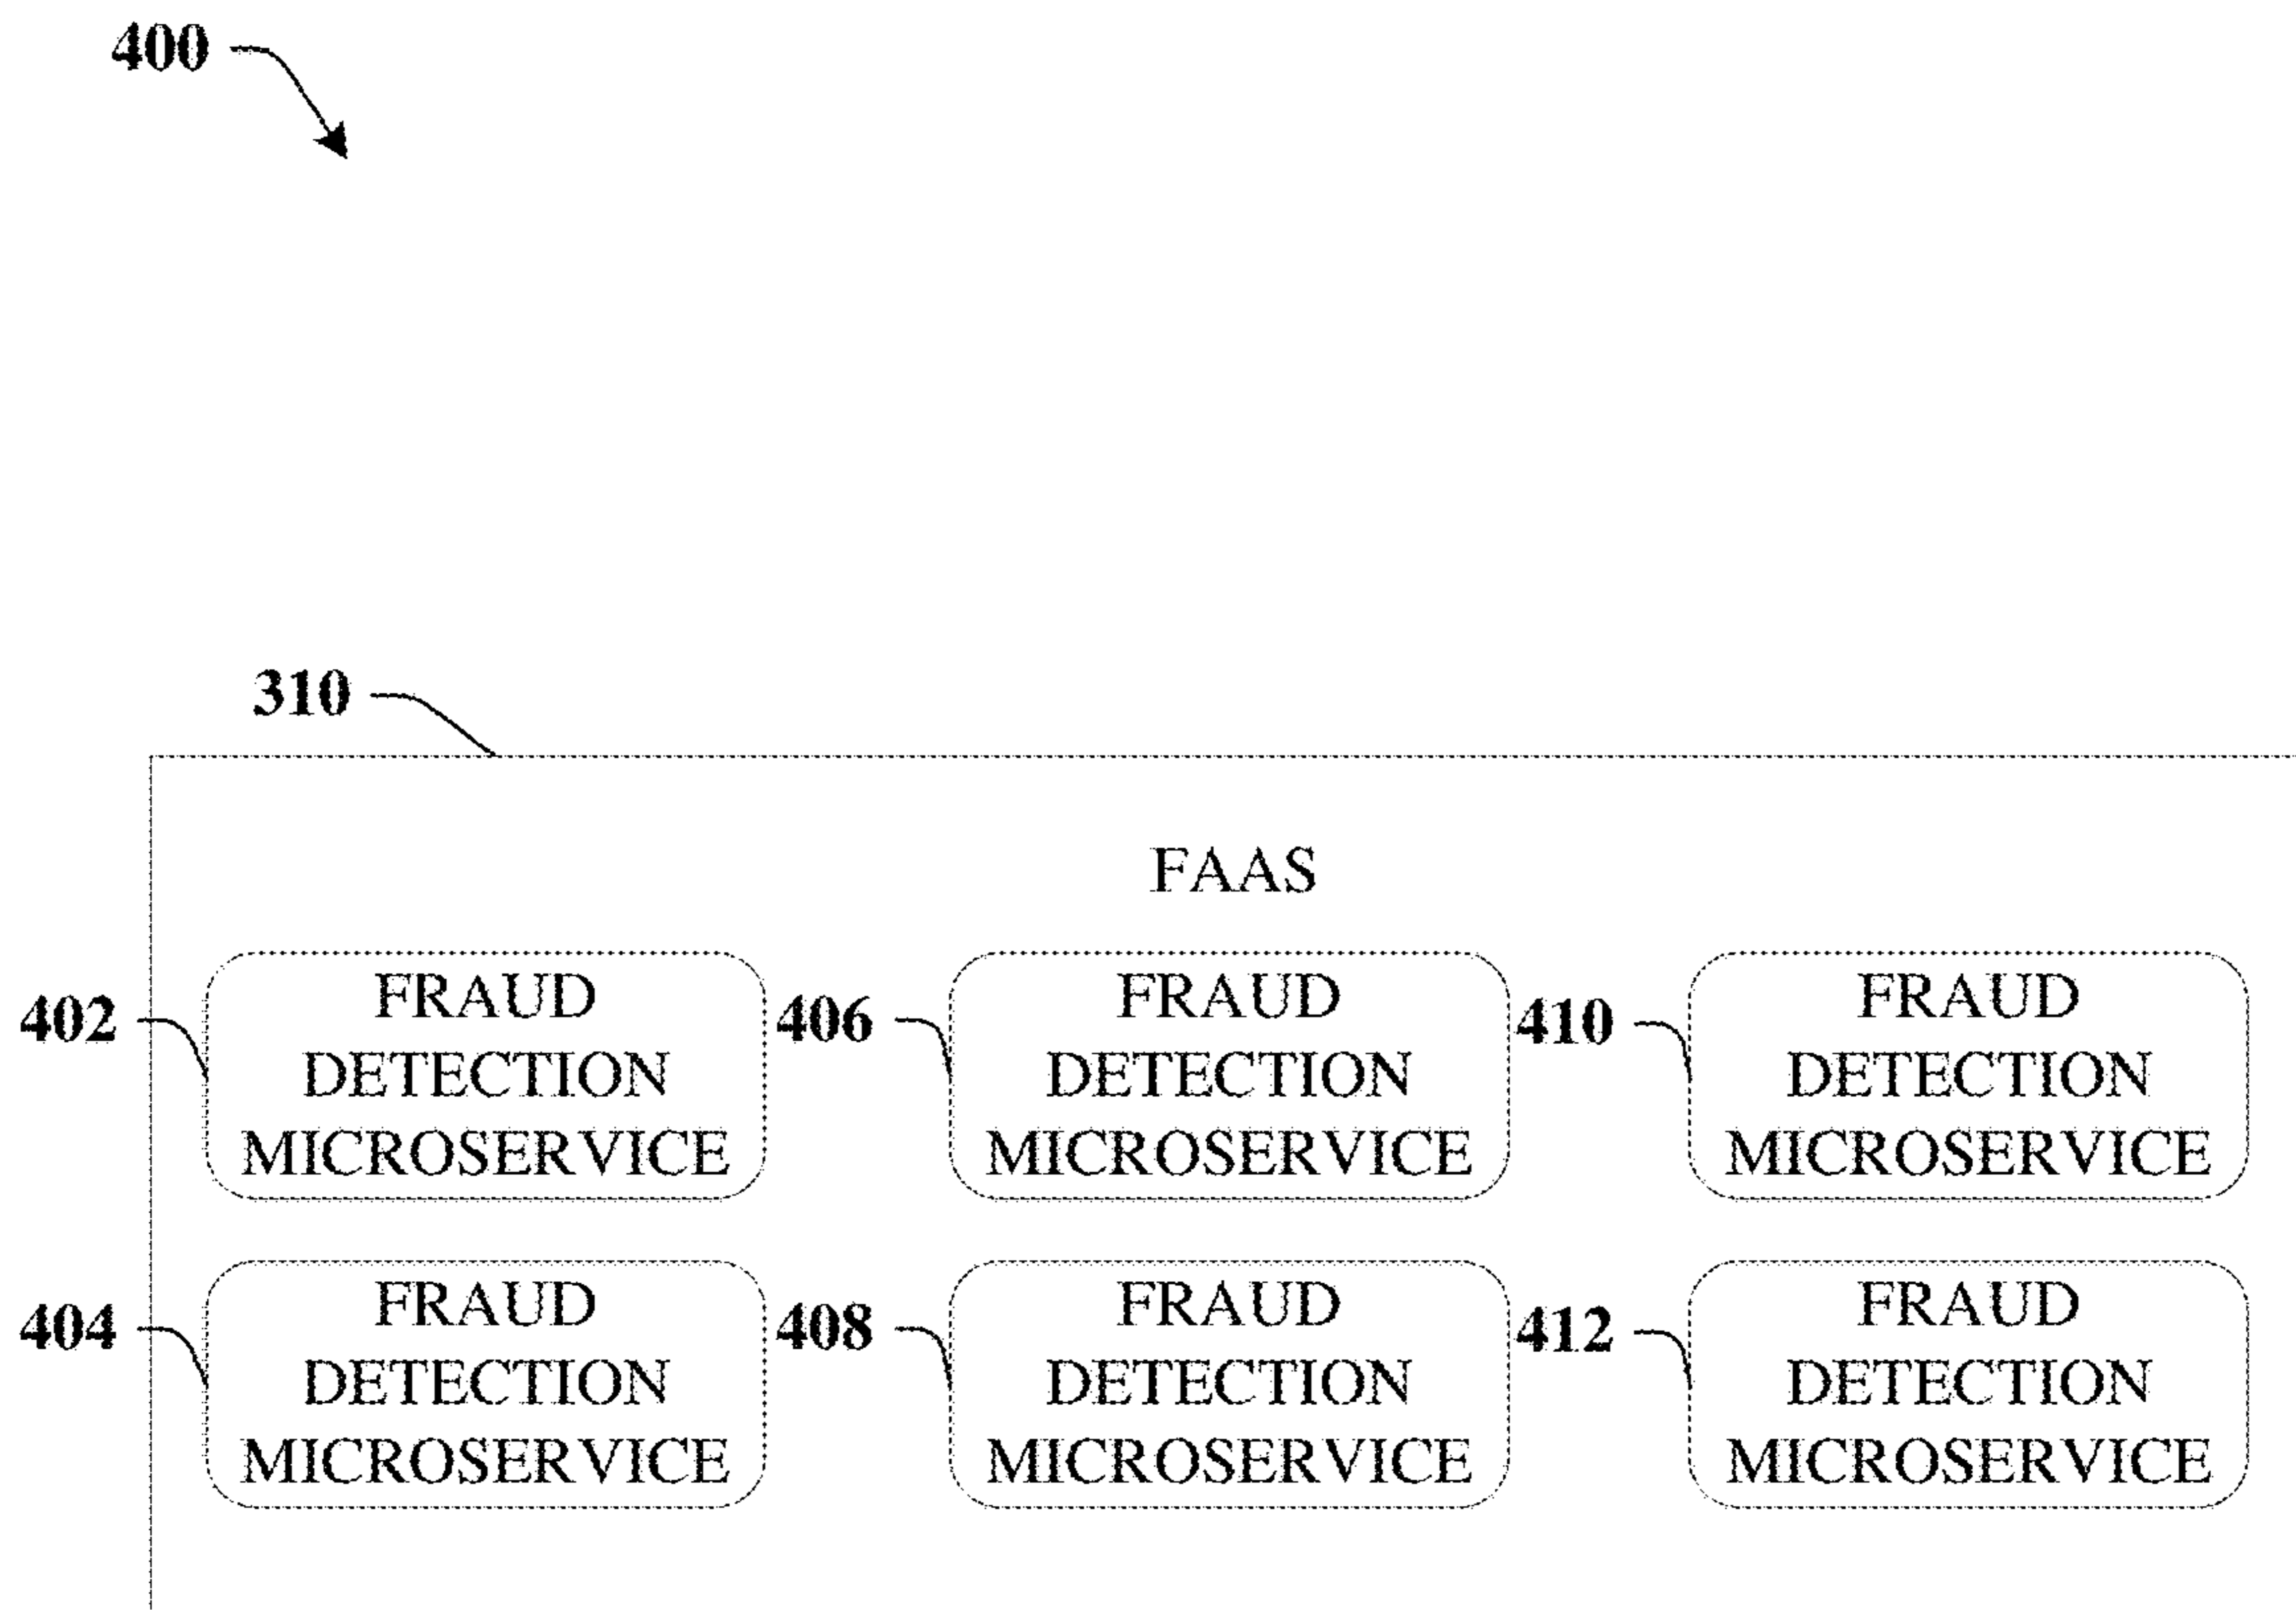 400
310
FAAS
402
FRAUD
DETECTION
MICROSERVICE
406
FRAUD
DETECTION
MICROSERVICE
410
FRAUD
DETECTION
MICROSERVICE
404
FRAUD
DETECTION
MICROSERVICE
408
FRAUD
DETECTION
MICROSERVICE
412
FRAUD
DETECTION
MICROSERVICE